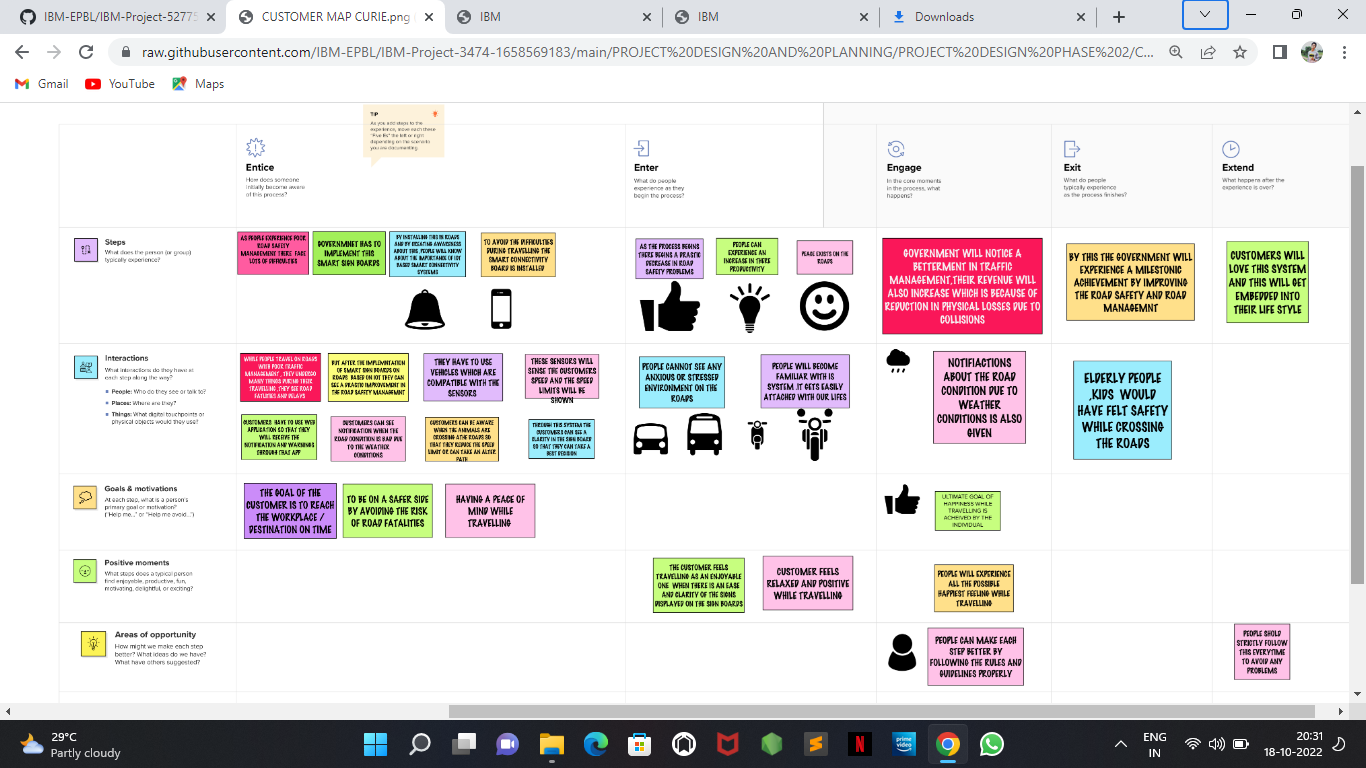 IBM-EPBL/IBM-Project-52775
CUSTOMER MAP CURIE.png (
IBM
IBM
Downloads
raw.githubusercontent.com/IBM-EPBL/IBM-Project-3474-1658569183/main/PROJECT%20DESIGN%20AND%20PLANNING/PROJECT%20DESIGN%20PHASE%202/C...
Gmail
YouTube
Maps
TIP
As you add steps to the
experience, move each these
"Five Es" the left or right
depending on the scenario
you are documenting
Entice
How does someone
initially become aware
of this process?
Enter
What do people
experience as they
begin the process?
Engage
In the core moments
in the process, what
happens?
Exit
What do people
typically experience
as the process finishes?
Extend
What happens after the
experience is over?
Steps
What does the person (or group)
typically experience?
AS PEOPLE EXPERIENCE POOR
ROAD SAFETY
MANAGEMENT THERE FACE
LOTS OF DIFFICULTIES
GOVERNMNET HAS TO
IMPLEMENT THIS
SMART SIGN BOARDS
BY INSTALLING THIS IN ROADS
AND BY CREATING AWARENESS
ABOUT THIS ,PEOPLE WILL KNOW
ABOUT THE IMPORTANCE OF IOT
BASED SMART CONNECTIVITY
SYSTEMS
TO AVOID THE DIFFICULTIES
DURING TRAVELLING THE
SMART CONNECTIVITY
BOARD IS INSTALLED
AS THE PROCESS BEGINS
THERE BEGINS A DRASTIC
DECREASE IN ROAD
SAFETY PROBLEMS
PEOPLE CAN
EXPERIENCE AN
INCREASE IN THERE
PRODUCTIVITY
PEACE EXISTS ON THE
ROADS
GOVERNMENT WILL NOTICE A
BETTERMENT IN TRAFFIC
MANAGEMENT,THEIR REVENUE WILL
ALSO INCREASE WHICH IS BECAUSE OF
REDUCTION IN PHYSICAL LOSSES DUE TO
COLLISIONS
BY THIS THE GOVERNMENT WILL
EXPERIENCE A MILESTONIC
ACHIEVEMENT BY IMPROVING
THE ROAD SAFETY AND ROAD
MANAGEMNT
CUSTOMERS WILL
LOVE THIS SYSTEM
AND THIS WILL GET
EMBEDDED INTO
THEIR LIFE STYLE
Interactions
What interactions do they have at
each step along the way?
People: Who do they see or talk to?
Places: Where are they?
Things: What digital touchpoints or
physical objects would they use?
WHILE PEOPLE TRAVEL ON ROADS
WITH POOR TRAFFIC
MANAGEMENT , THEY UNDERGO
MANY THINGS DURING THEIR
TRAVELLING ,THEY SEE ROAD
FATLITIES AND DELAYS
BUT AFTER THE IMPLEMNTATION
OF SMART SIGN BOARDS ON
ROADS BASED ON IOT THEY CAN
SEE A DRASTIC IMPROVEMENT IN
THE ROAD SAFETY MANAGEMENT
THEY HAVE TO USE
VEHICLES WHICH ARE
COMPATIBLE WITH THE
SENSORS
THESE SENSORS WILL
SENSE THE CUSTOMERS
SPEED AND THE SPEED
LIMITS WILL BE
SHOWN
CUSTOMERS HAVE TO USE WEB
APPLICATION SO THAT THEY
WILL RECEIVE THE
NOTIFICATION AND WARNINGS
THROUGH THAT APP
CUSTOMERS CAN SEE
NOTIFICATION WHEN THE
ROAD CONDITION IS BAD DUE
TO THE WEATHER
CONDITIONS
CUSTOMERS CAN BE AWARE
WHEN THE ANIMALS ARE
CROSSING ATHE ROADS SO
THAT THEY REDUCE THE SPEED
LIMIT OR CAN TAKE AN ALTER
PATH
THROUGH THIS SYSTEM THE
CUSTOMERS CAN SEE A
CLARITY IN THE SIGN BOARD
SO THAT THEY CAN TAKE A
BEST DECISION
PEOPLE CANNOT SEE ANY
ANXIOUS OR STRESSED
ENVIRONMENT ON THE
ROADS
PEOPLE WILL BECOME
FAMILIAR WITH IS
SYSTEM .IT GETS EASILY
ATTACHED WITH OUR LIFES
NOTIFIACTIONS
ABOUT THE ROAD
CONDITION DUE TO
WEATHER
CONDITIONS IS ALSO
GIVEN
ELDERLY PEOPLE
,KIDS WOULD
HAVE FELT SAFETY
WHILE CROSSING
THE ROADS
Goals & motivations
At each step, what is a person's
primary goal or motivation?
("Help me..." or "Help me avoid...")
THE GOAL OF THE
CUSTOMER IS TO REACH
THE WORKPLACE /
DESTINATION ON TIME
TO BE ON A SAFER SIDE
BY AVOIDING THE RISK
OF ROAD FATALITIES
HAVING A PEACE OF
MIND WHILE
TRAVELLING
ULTIMATE GOAL OF
HAPPINESS WHILE
TRAVELLING IS
ACHEIVED BY THE
INDIVIDUAL
Positive moments
What steps does a typical person
find enjoyable, productive, fun,
motivating, delightful, or exciting?
THE CUSTOMER FEELS
TRAVELLING AS AN ENJOYABLE
ONE WHEN THERE IS AN EASE
AND CLARITY OF THE SIGNS
DISPLAYED ON THE SIGN BOARDS
CUSTOMER FEELS
RELAXED AND POSITIVE
WHILE TRAVELLING
PEOPLE WILL EXPERIENCE
ALL THE POSSIBLE
HAPPIEST FEELING WHILE
TRAVELLING
Areas of opportunity
How might we make each step
better? What ideas do we have?
What have others suggested?
PEOPLE CAN MAKE EACH
STEP BETTER BY
FOLLOWING THE RULES AND
GUIDELINES PROPERLY
PEOPLE SHOLD
STRICTLY FOLLOW
THIS EVERYTIME
TO AVOID ANY
PROBLEMS
29°C
Partly cloudy
prime video
ENG
IN
20:31
18-10-2022